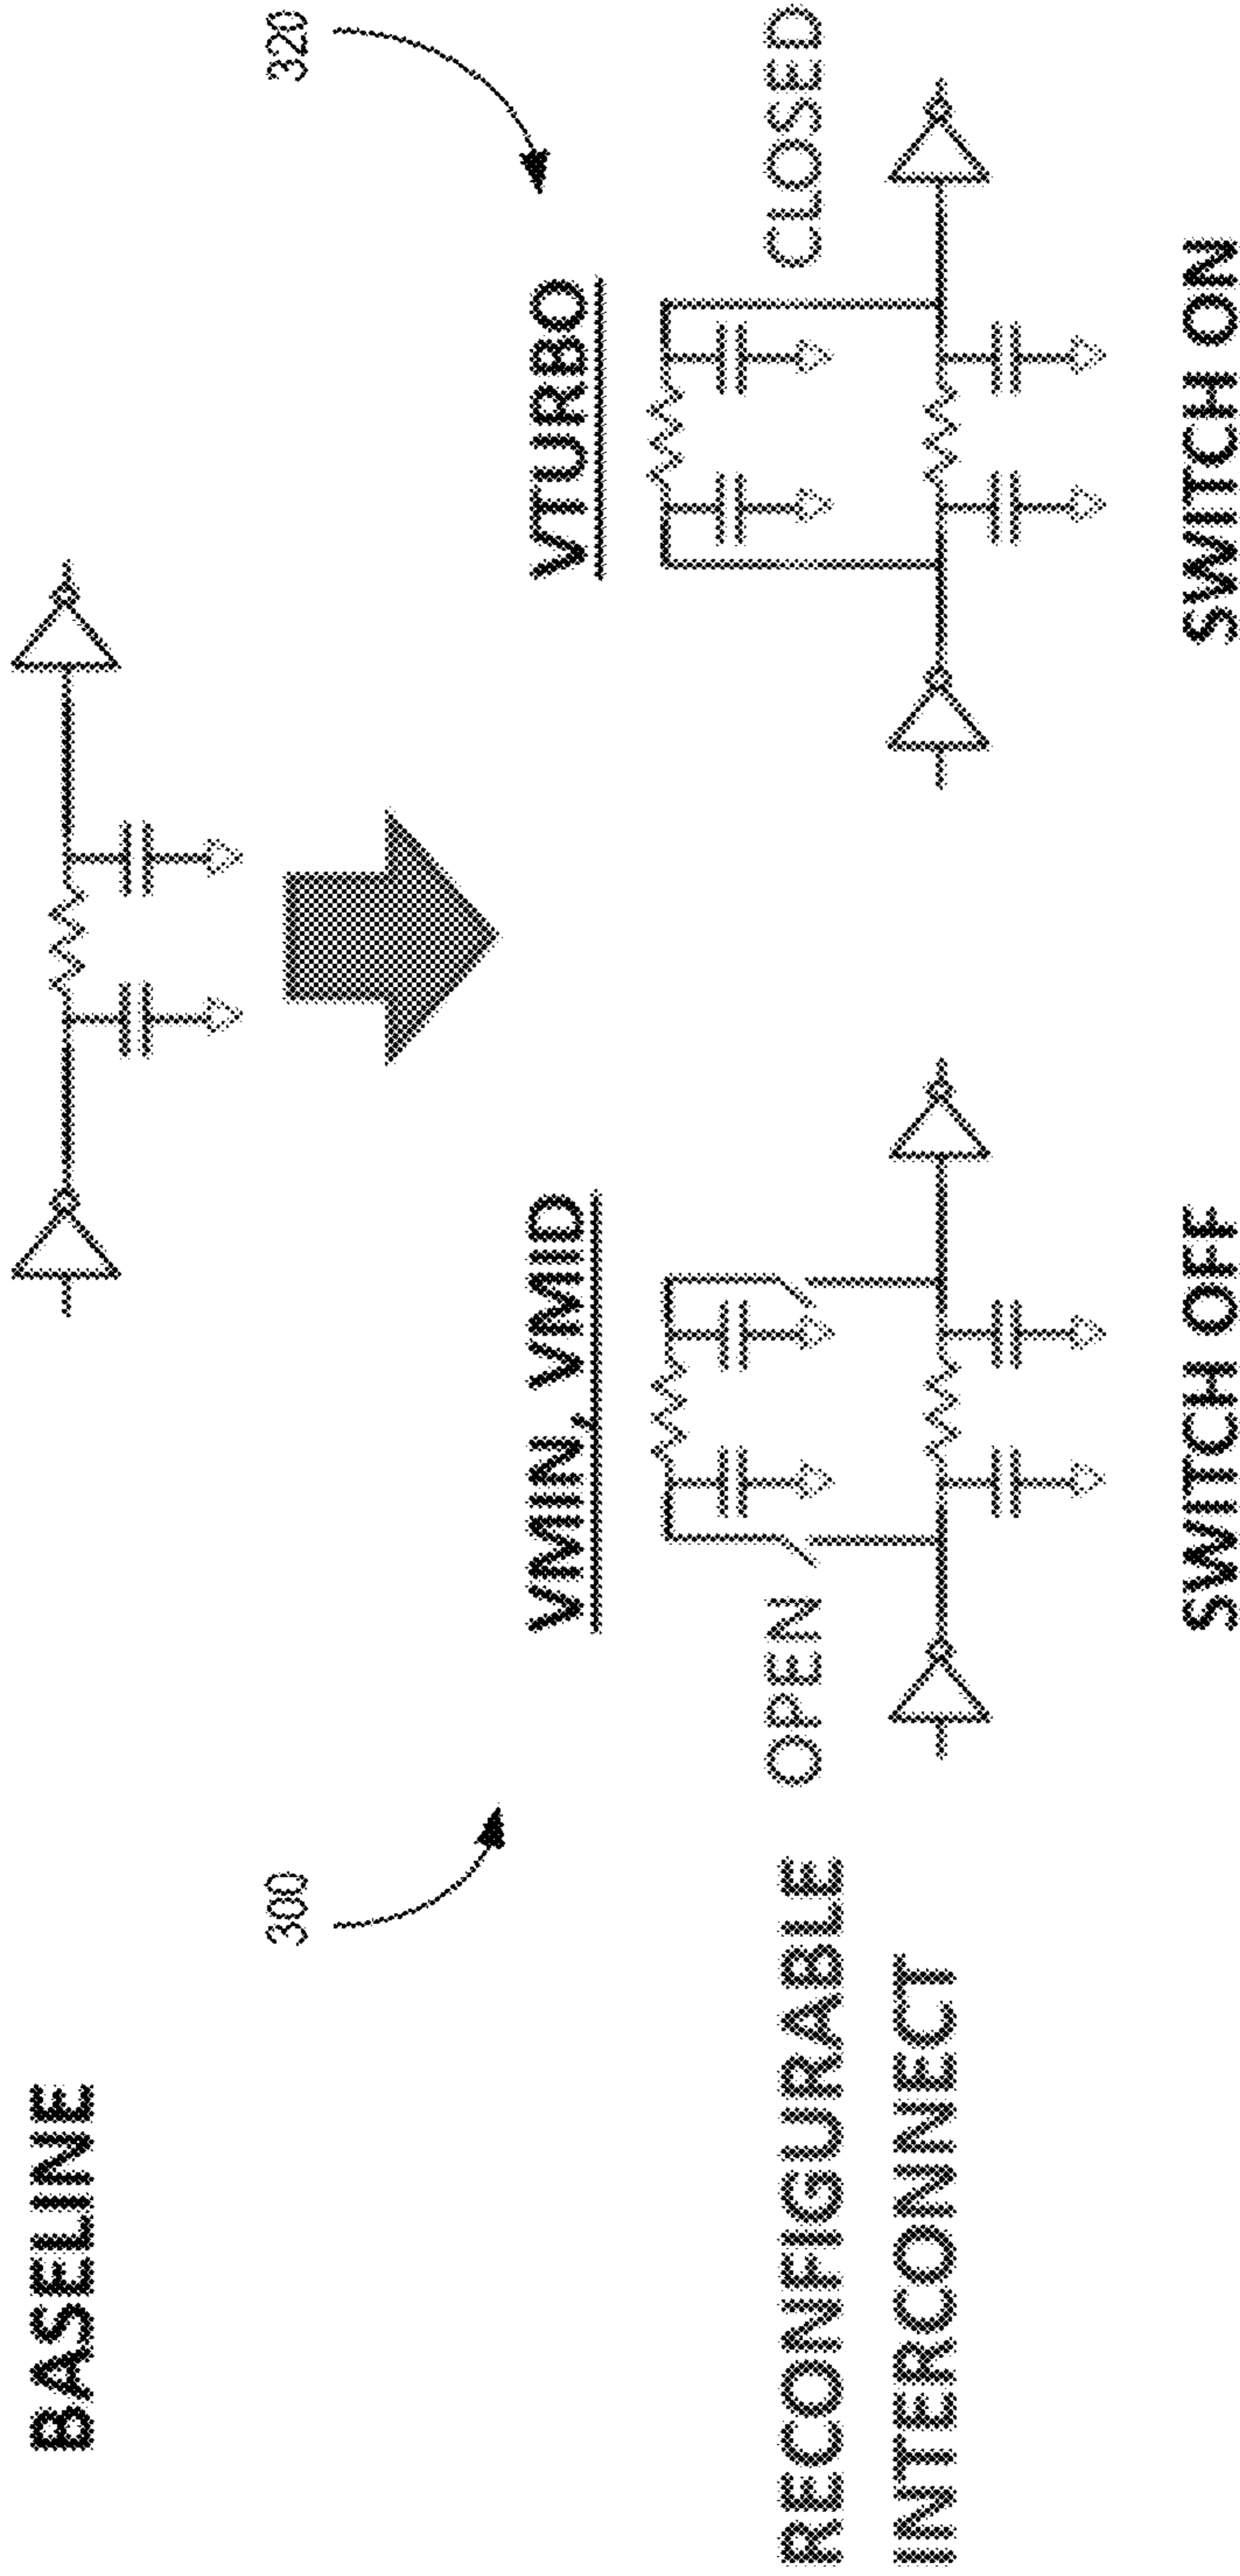 BASELINE
300
320
VMIN, VMID
VTURBO
RECONFIGURABLE
INTERCONNECT
OPEN
CLOSED
SWITCH OFF
SWITCH ON